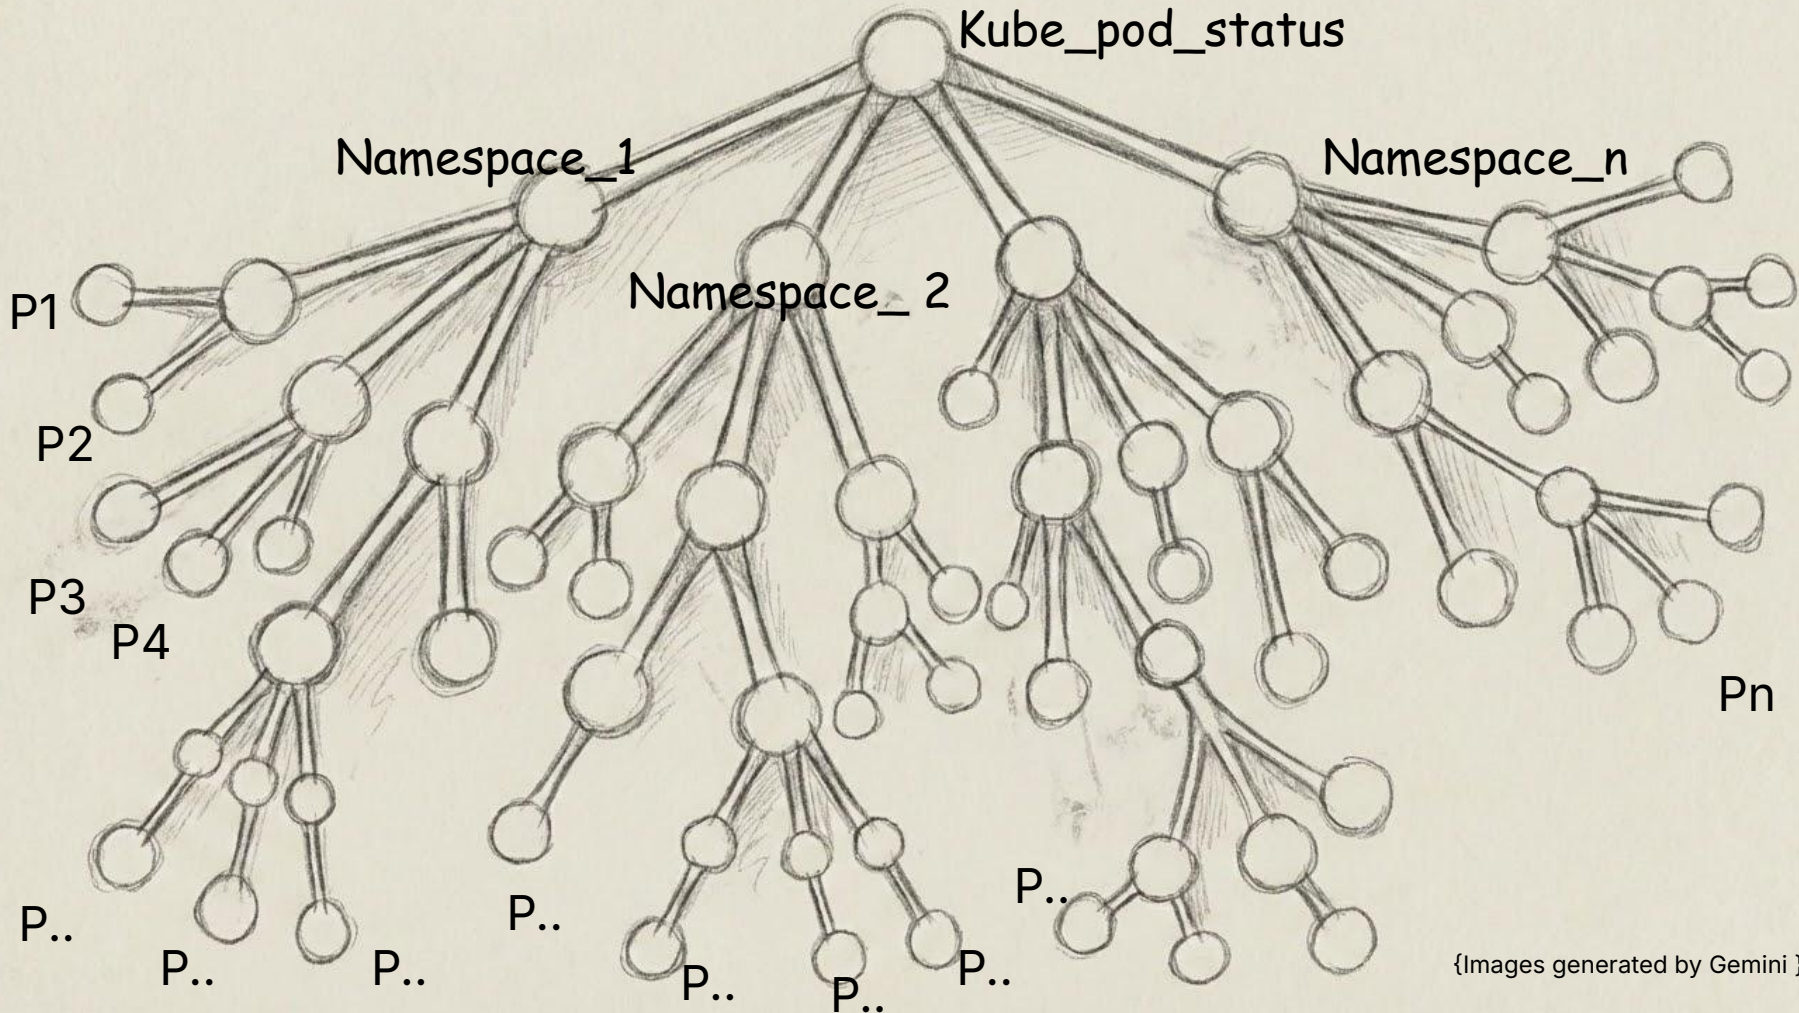 Kube_pod_status
Namespace_1
Namespace_n
Namespace_ 2
P1
P2
P3
P4
Pn
P..
P..
P..
P..
P..
P..
P..
P..
{Images generated by Gemini }